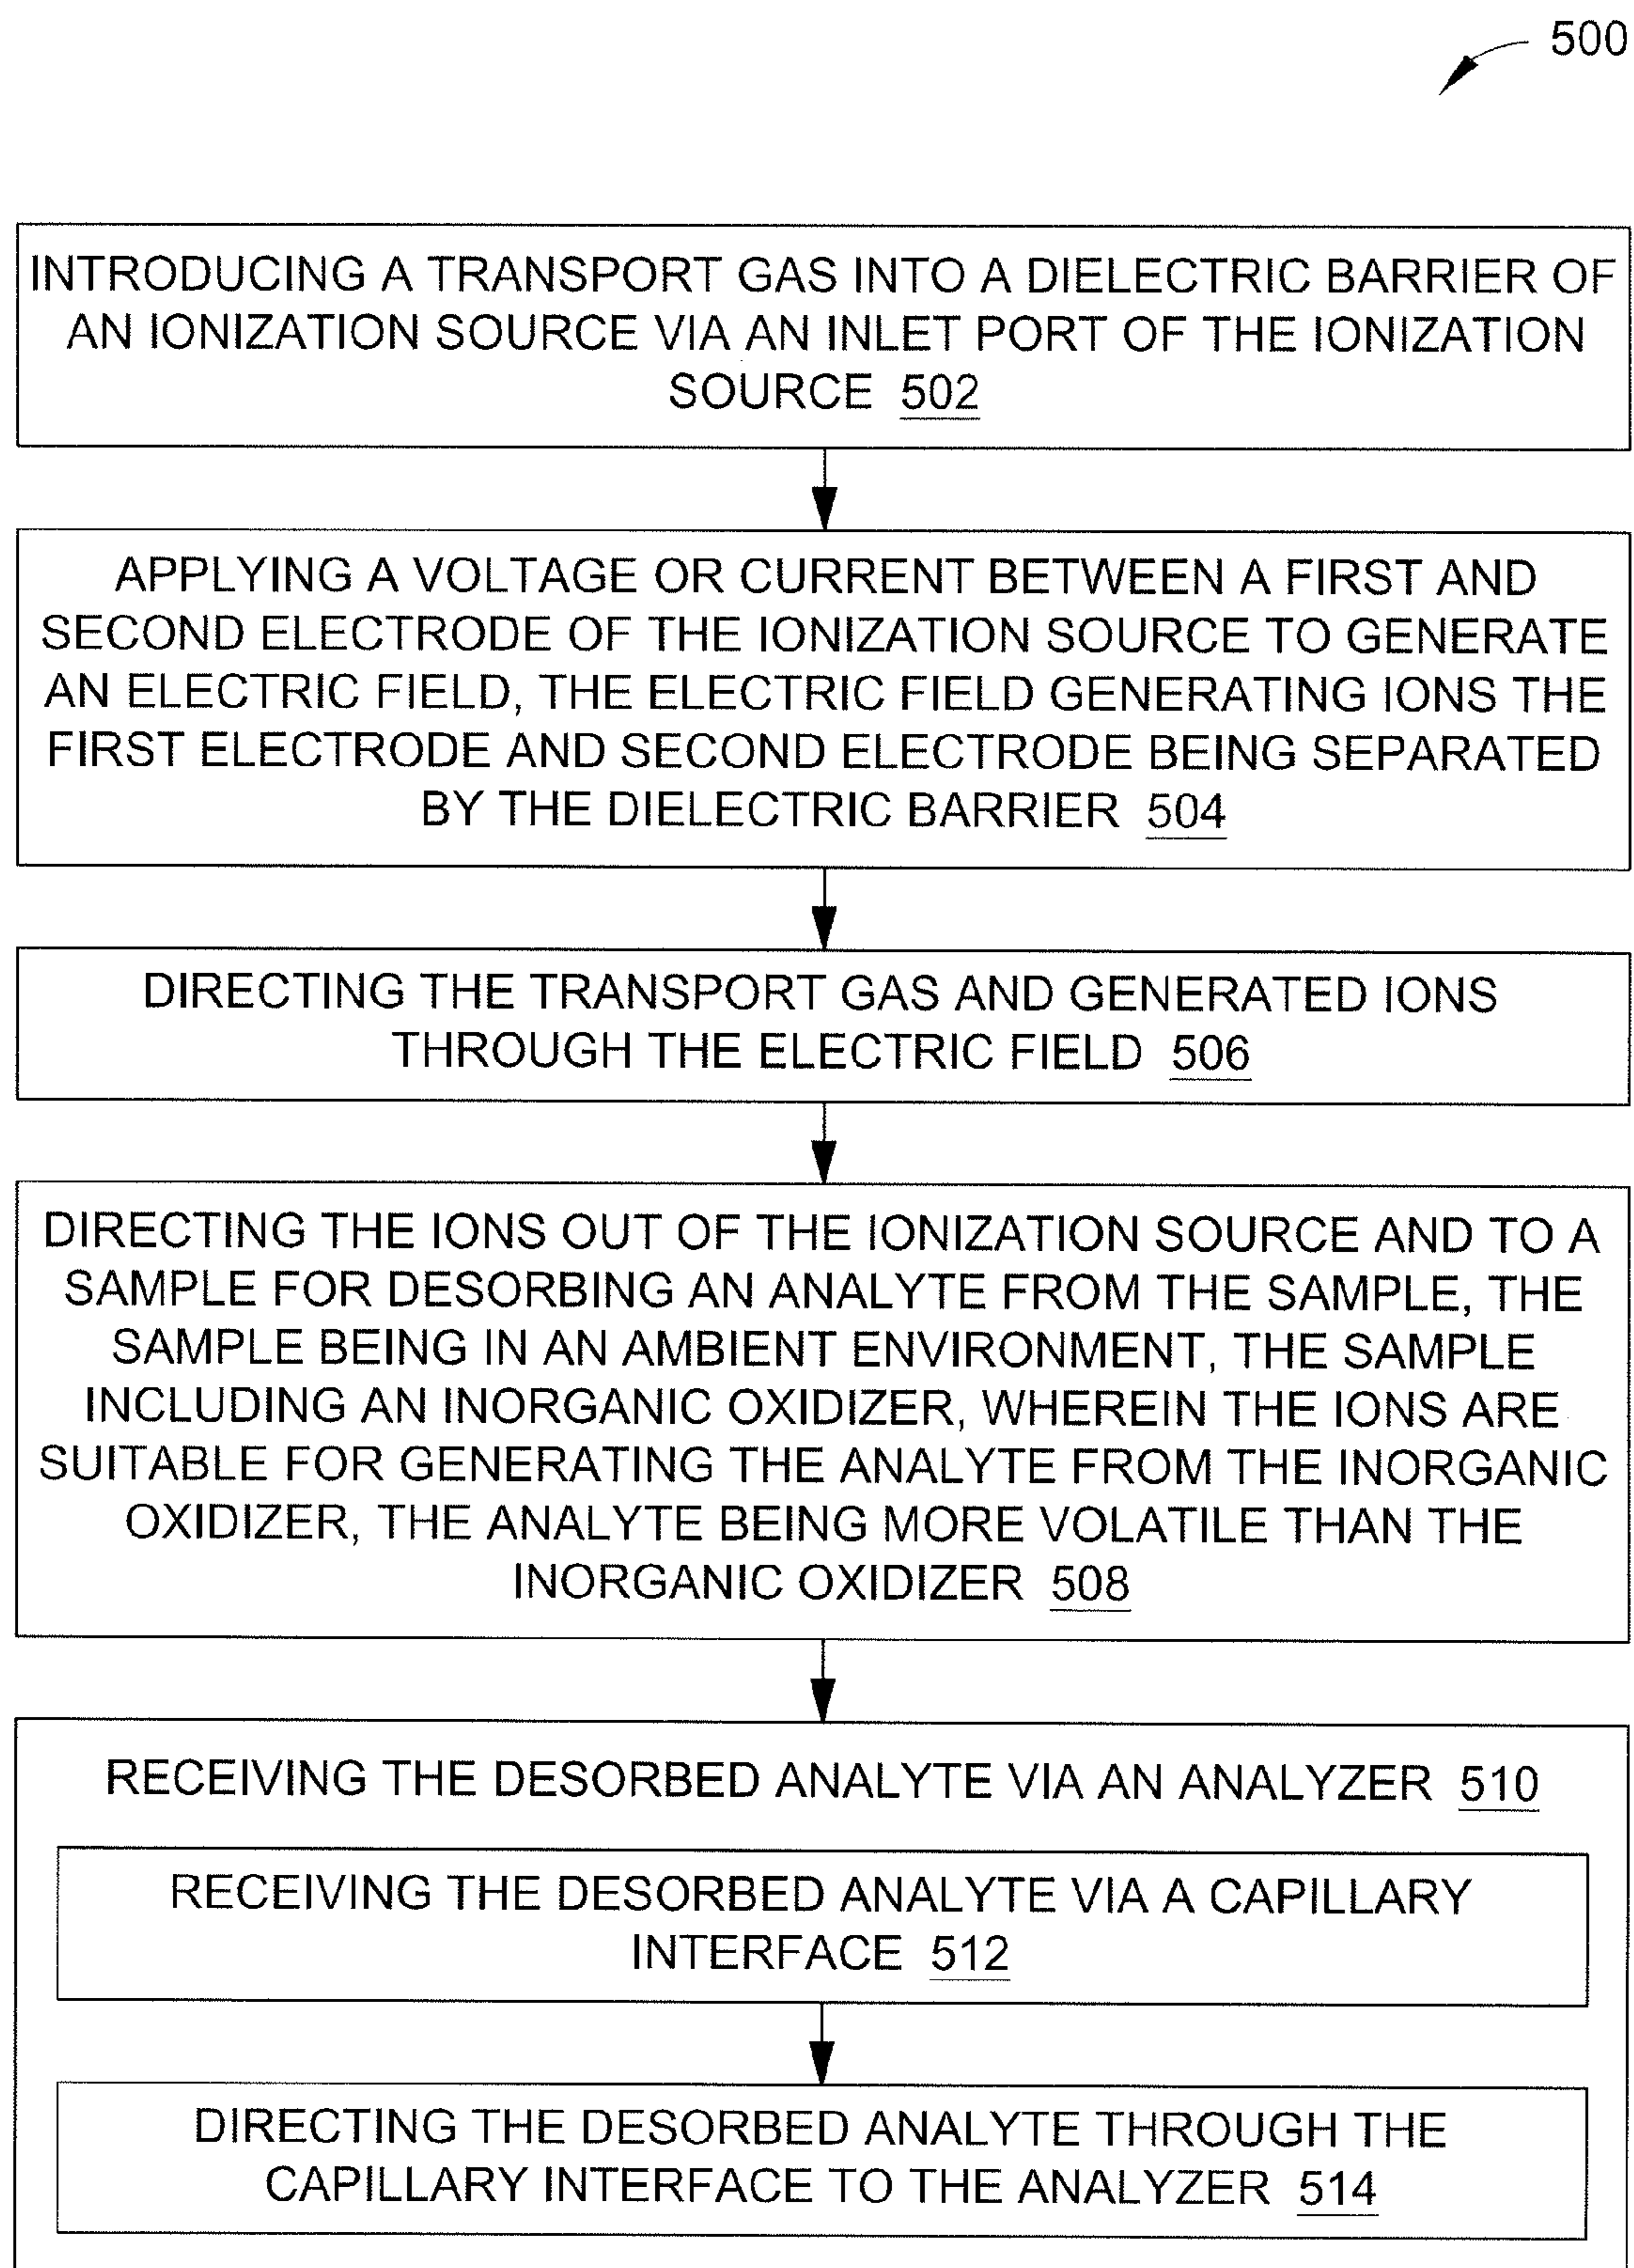 500
INTRODUCING A TRANSPORT GAS INTO A DIELECTRIC BARRIER OF
AN IONIZATION SOURCE VIA AN INLET PORT OF THE IONIZATION
SOURCE 502
APPLYING A VOLTAGE OR CURRENT BETWEEN A FIRST AND
SECOND ELECTRODE OF THE IONIZATION SOURCE TO GENERATE
AN ELECTRIC FIELD, THE ELECTRIC FIELD GENERATING IONS THE
FIRST ELECTRODE AND SECOND ELECTRODE BEING SEPARATED
BY THE DIELECTRIC BARRIER 504
DIRECTING THE TRANSPORT GAS AND GENERATED IONS
THROUGH THE ELECTRIC FIELD 506
DIRECTING THE IONS OUT OF THE IONIZATION SOURCE AND TO A
SAMPLE FOR DESORBING AN ANALYTE FROM THE SAMPLE, THE
SAMPLE BEING IN AN AMBIENT ENVIRONMENT, THE SAMPLE
INCLUDING AN INORGANIC OXIDIZER, WHEREIN THE IONS ARE
SUITABLE FOR GENERATING THE ANALYTE FROM THE INORGANIC
OXIDIZER, THE ANALYTE BEING MORE VOLATILE THAN THE
INORGANIC OXIDIZER 508
RECEIVING THE DESORBED ANALYTE VIA AN ANALYZER 510
RECEIVING THE DESORBED ANALYTE VIA A CAPILLARY
INTERFACE 512
DIRECTING THE DESORBED ANALYTE THROUGH THE
CAPILLARY INTERFACE TO THE ANALYZER 514